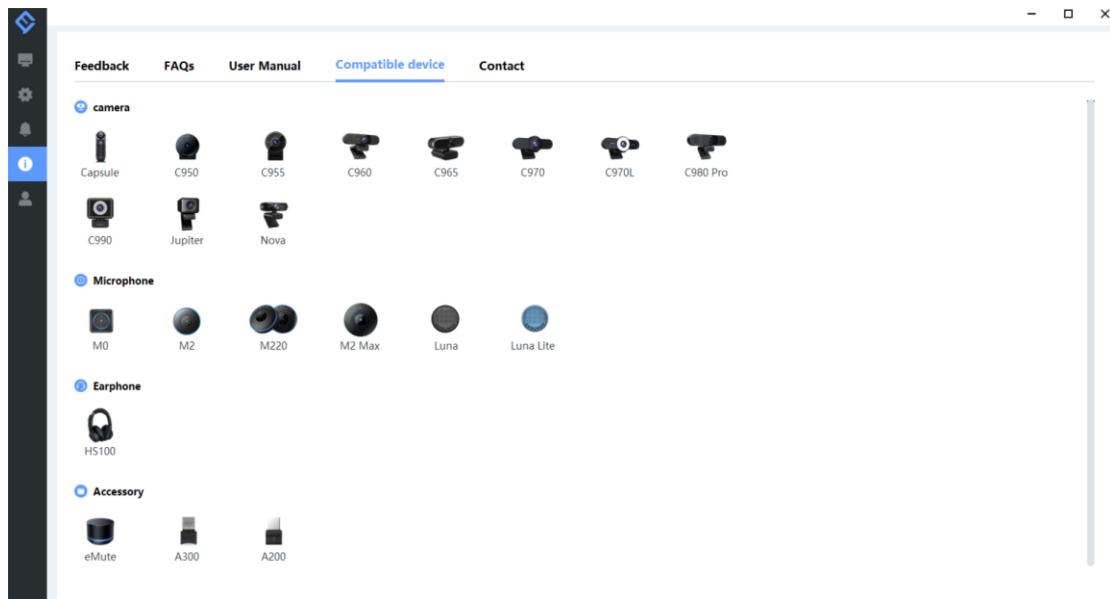 Feedback FAQs User Manual Compatible device Contact
camera
Capsule C950 C955 C960 C965 C970 C970L C980 Pro
C990 Jupiter Nova
Microphone
M0 M2 M220 M2 Max Luna Luna Lite
Earphone
HS100
Accessory
eMute A300 A200